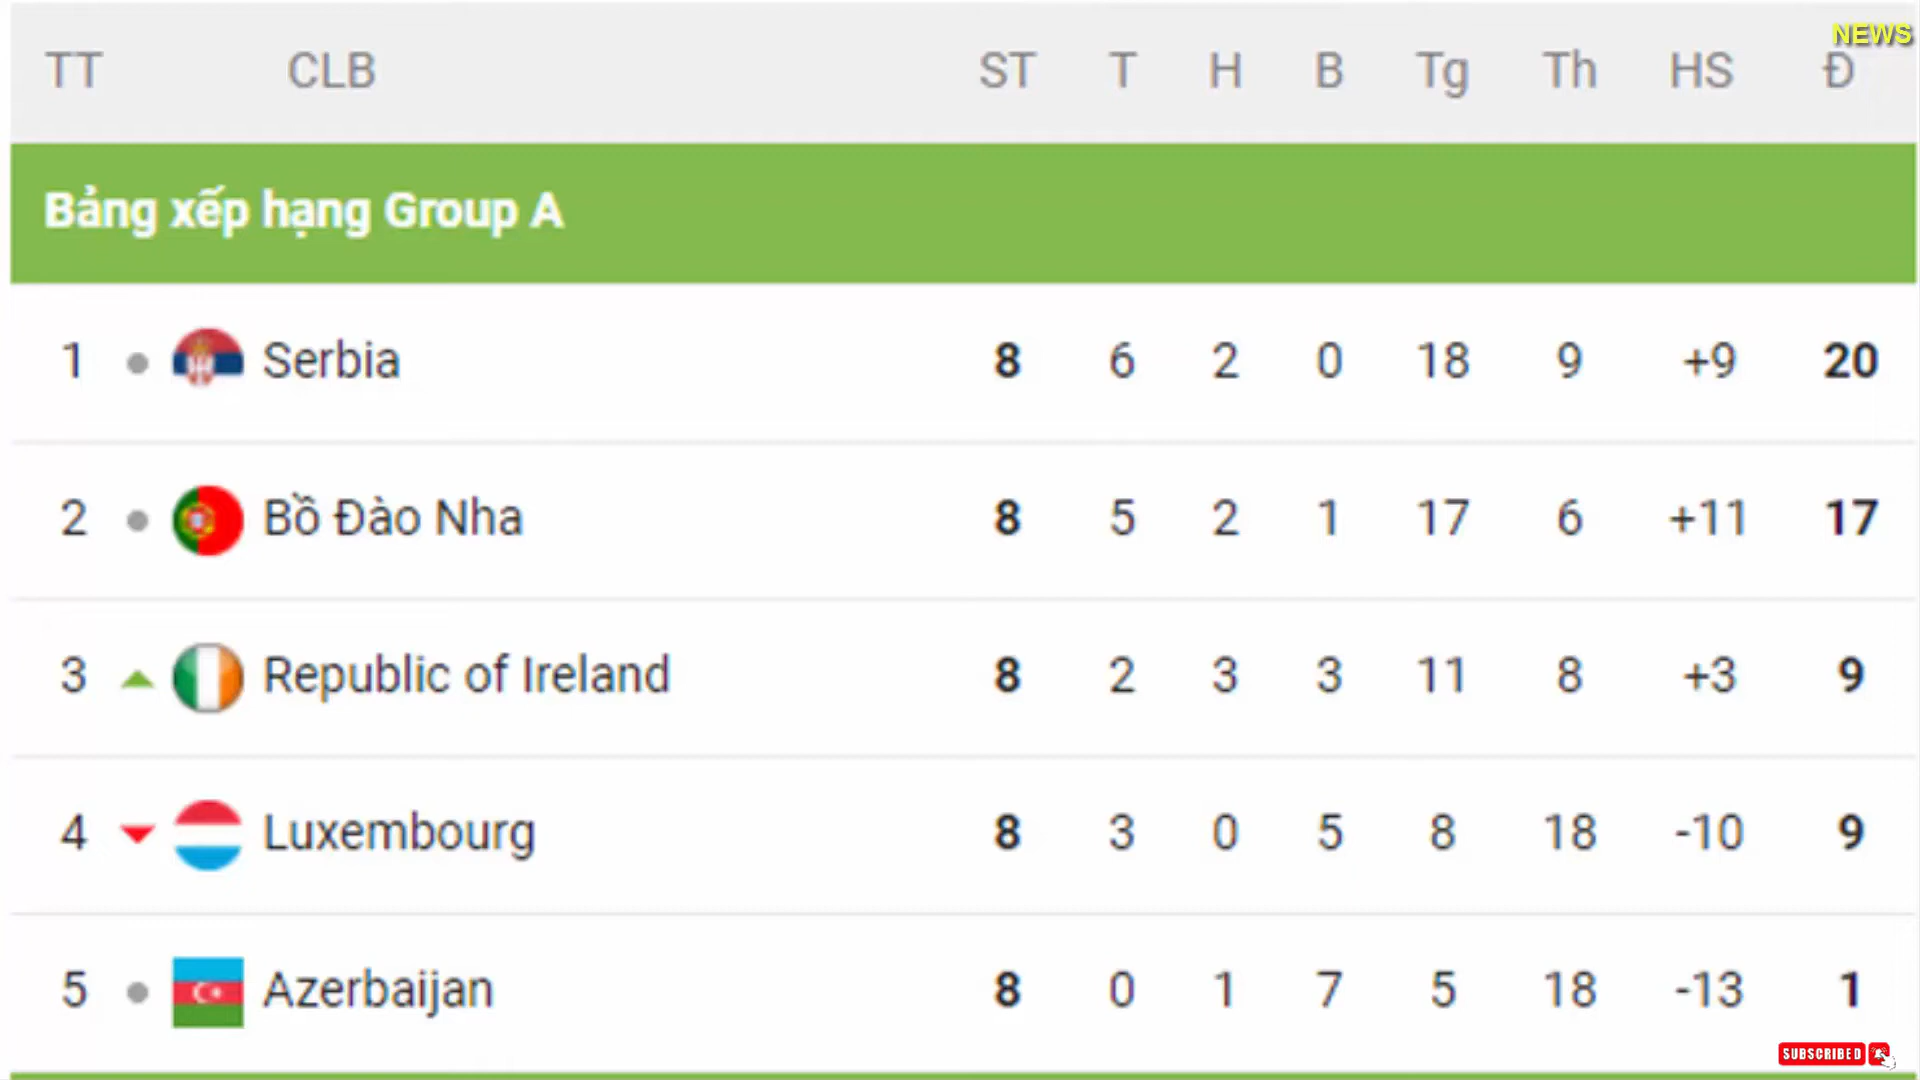 NEWS
TT CLB ST T H B Tg Th HS Đ
Bảng xếp hạng Group A
1 Serbia 8 6 2 0 18 9 +9 20
2 Bồ Đào Nha 8 5 2 1 17 6 +11 17
3 Republic of Ireland 8 2 3 3 11 8 +3 9
4 Luxembourg 8 3 0 5 8 18 -10 9
5 Azerbaijan 8 0 1 7 5 18 -13 1
SUBSCRIBED